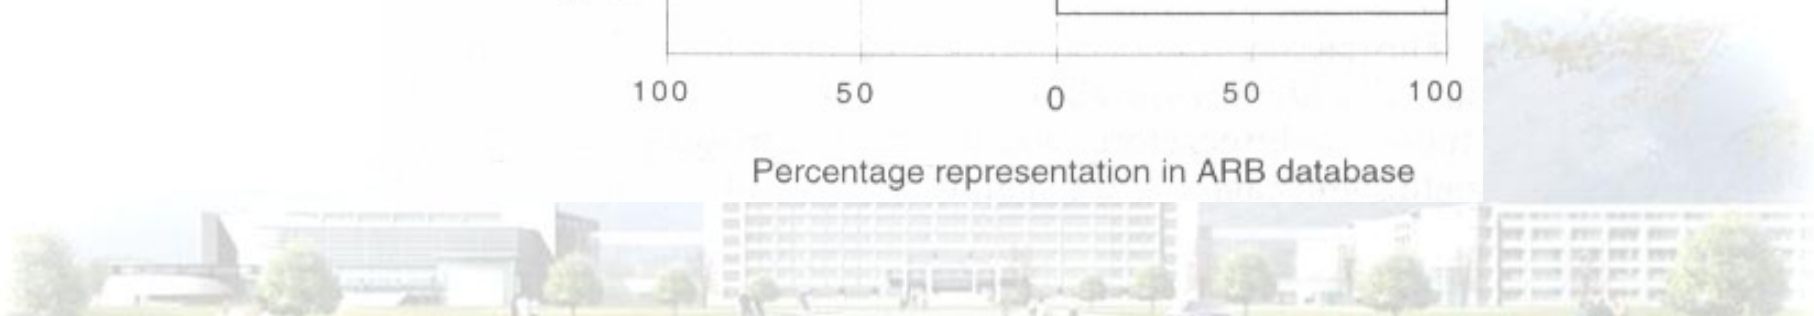 100 50 0 50 100
Percentage representation in ARB database